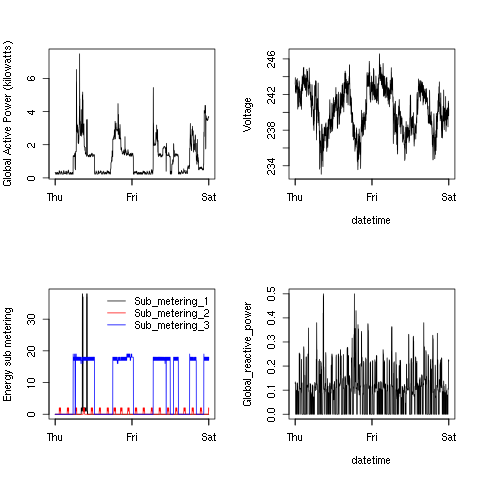 Global Active Power (kilowatts)
6
4
2
0
Thu
Fri
Sat
Voltage
246
242
238
234
Thu
Fri
Sat
datetime
Energy sub metering
30
20
10
0
Sub_metering_1
Sub_metering_2
Sub_metering_3
Thu
Fri
Sat
Global_reactive_power
0.5
0.4
0.3
0.2
0.1
0.0
Thu
Fri
Sat
datetime